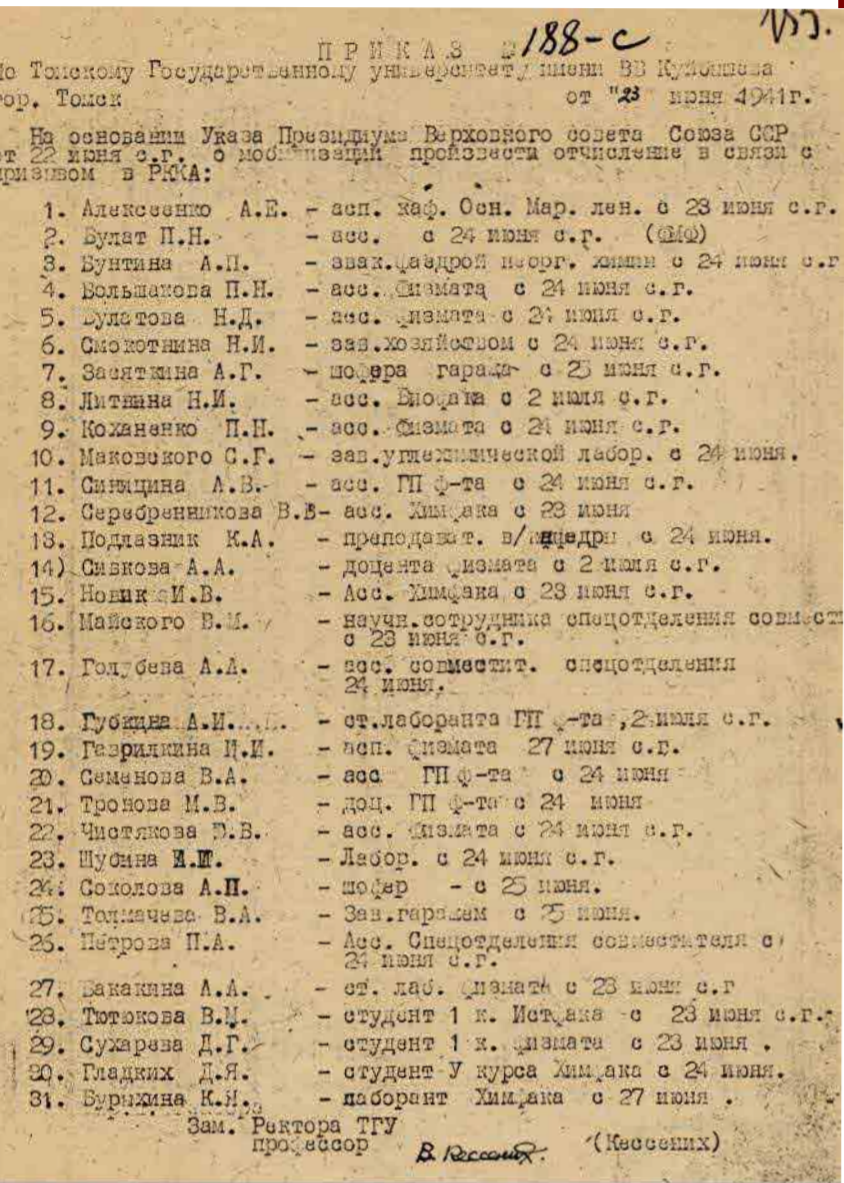 153.
П Р И К А З № 188-с
По Томскому Государственному университету имени ВВ Куйбышева
гор. Томск от "23 июня 1941г.
На основании Указа Президиума Верховного совета Союза ССР
от 22 июня с.г. о мобилизации произвести отчисление в связи с
призывом в РККА:
1. Алексеенко А.Е. - асп. каф. Осн. Мар. лен. с 23 июня с.г.
2. Булат П.Н. - асс. с 24 июня с.г. (ФМФ)
3. Бунтина А.П. - зав.каедрой неорг. химии с 24 июня с.г
4. Большакова П.Н. - асс. Физмата с 24 июня с.г.
5. Булатова Н.Д. - асс. физмата с 24 июня с.г.
6. Смокотнина Н.И. - зав.хозяйством с 24 июня с.г.
7. Засяткина А.Г. - шофера гаража с 25 июня с.г.
8. Литвина Н.И. - асс. Биофака с 2 июля с.г.
9. Коханенко П.Н. - асс. Физмата с 24 июня с.г.
10. Маковского С.Г. - зав.углехимической лабор. с 24 июня.
11. Синицина А.В. - асс. ГП ф-та с 24 июня с.г.
12. Серебренникова В.В- асс. Химфака с 23 июня
13. Подлазник К.А. - преподават. в/кафедри с 24 июня.
14) Сивкова А.А. - доцента физмата с 2 июля с.г.
15. Новик И.В. - Асс. Химфака с 23 июня с.г.
16. Майского В. - научн.сотрудника спецотделения совмест
с 23 июня с.г.
17. Голубева А.А. - асс. совместит. спецотделения
24 июня.
18. Губкина А.И. - ст.лаборанта ГП ф-та ,2 июля с.г.
19. Гаврилкина И.И. - асп. физмата 27 июня с.г.
20. Семенова В.А. - асс ГП ф-та с 24 июня
21. Тронова М.В. - доц. ГП ф-та с 24 июня
22. Чистякова В.В. - асс. Физмата с 24 июня с.г.
23. Шубина - Лабор. с 24 июня с.г.
24. Соколова А.П. - шофер - с 25 июня.
25. Толмачева В.А. - Зав.гаражем с 25 июня.
26. Петрова П.А. - Асс. Спецотделения совместителя с
24 июня с.г.
27. Вакакина А.А. - ст. лаб. физмата с 23 июня с.г
28. Тютюкова В.М. - студент 1 к. Истфака с 23 июня с.г.
29. Сухарева Д.Г. - студент 1 к. физмата с 23 июня .
30. Гладких Д.Я. - студент У курса Химфака с 24 июня.
31. Бурыхина К.Я. - лаборант Химфака с 27 июня .
Зам. Ректора ТГУ
профессор В. Кессених. (Кессених)